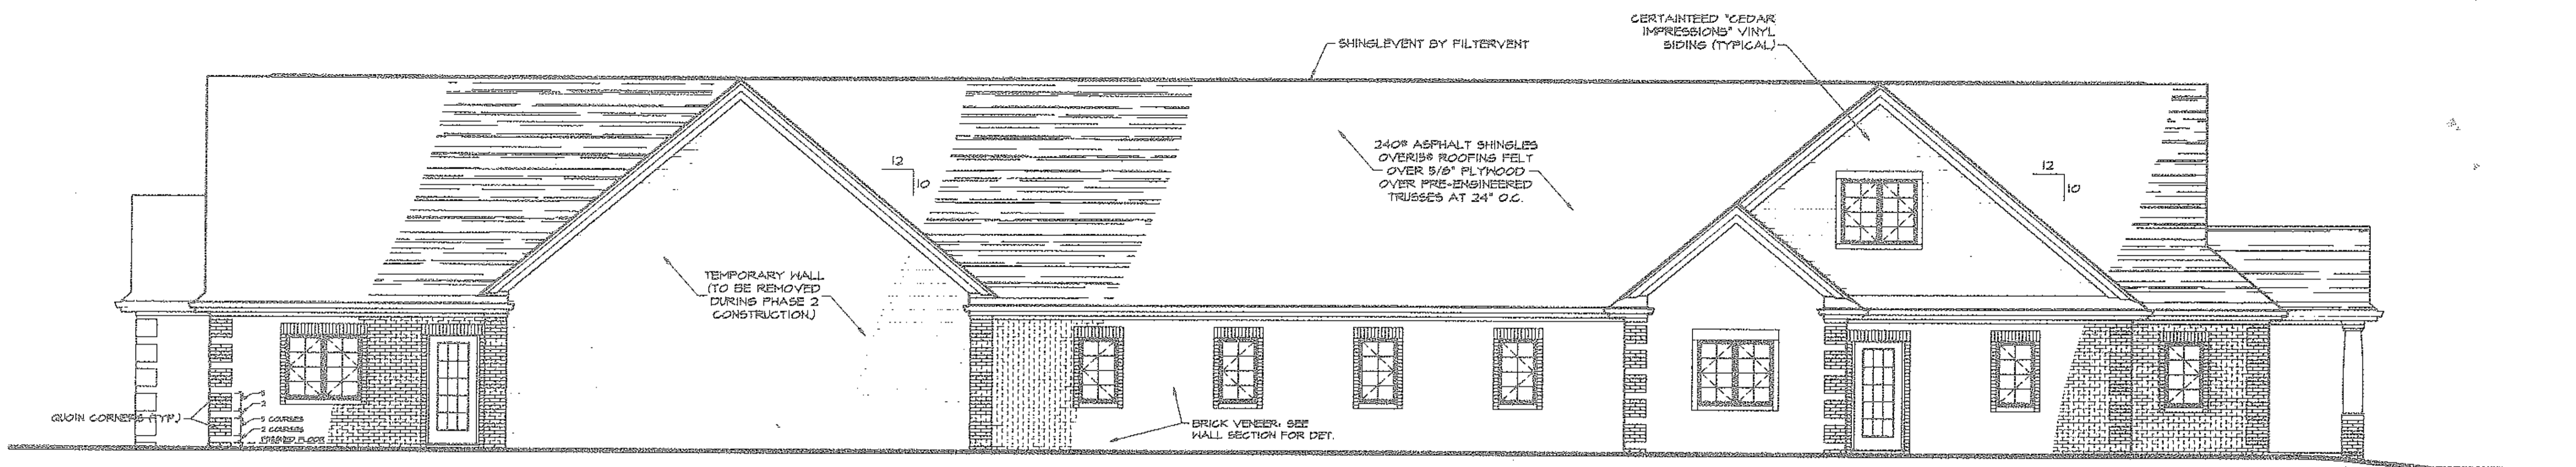 CERTAINTEED "CEDAR
IMPRESSIONS" VINYL
SIDING (TYPICAL)
SHINGLEVENT BY FILTERVENT
240# ASPHALT SHINGLES
OVER15# ROOFING FELT
OVER 5/8" PLYWOOD
OVER PRE-ENGINEERED
TRUSSES AT 24" O.C.
12
10
12
10
TEMPORARY WALL
(TO BE REMOVED
DURING PHASE 2
CONSTRUCTION)
QUOIN CORNERS (TYP.)
5
2
5 COURSES
2 COURSES
FINISHED FLOOR
BRICK VENEER: SEE
WALL SECTION FOR DET.